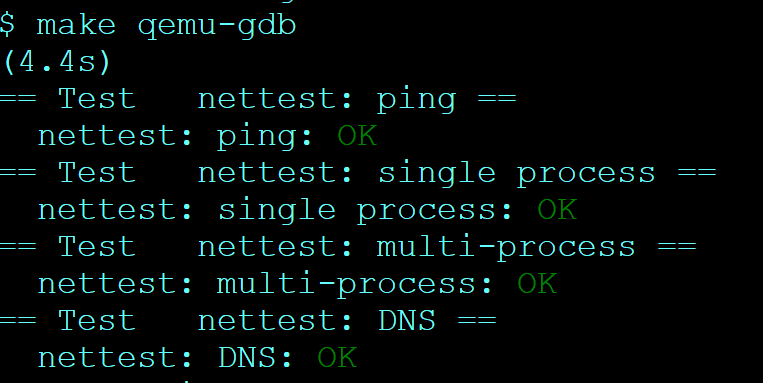 $ make qemu-gdb
(4.4s)
== Test   nettest: ping ==
  nettest: ping: OK
== Test   nettest: single process ==
  nettest: single process: OK
== Test   nettest: multi-process ==
  nettest: multi-process: OK
== Test   nettest: DNS ==
  nettest: DNS: OK